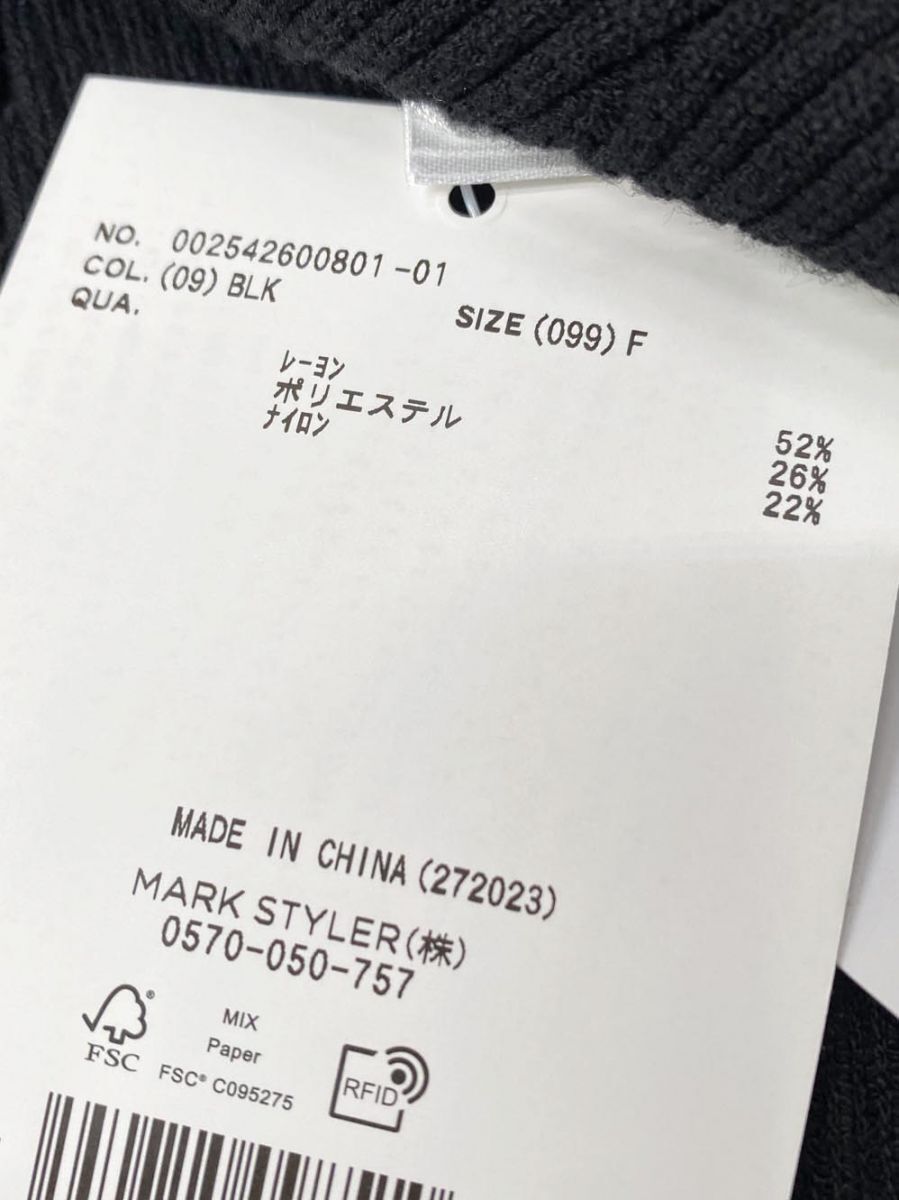 NO. 002542600801-01
COL. (09) BLK
SIZE (099) F
QUA.
ﾚｰﾖﾝ 52%
ポリエステル 26%
ﾅｲﾛﾝ 22%
MADE IN CHINA (272023)
MARK STYLER(株)
0570-050-757
FSC®
MIX
Paper
FSC® C095275
RFID